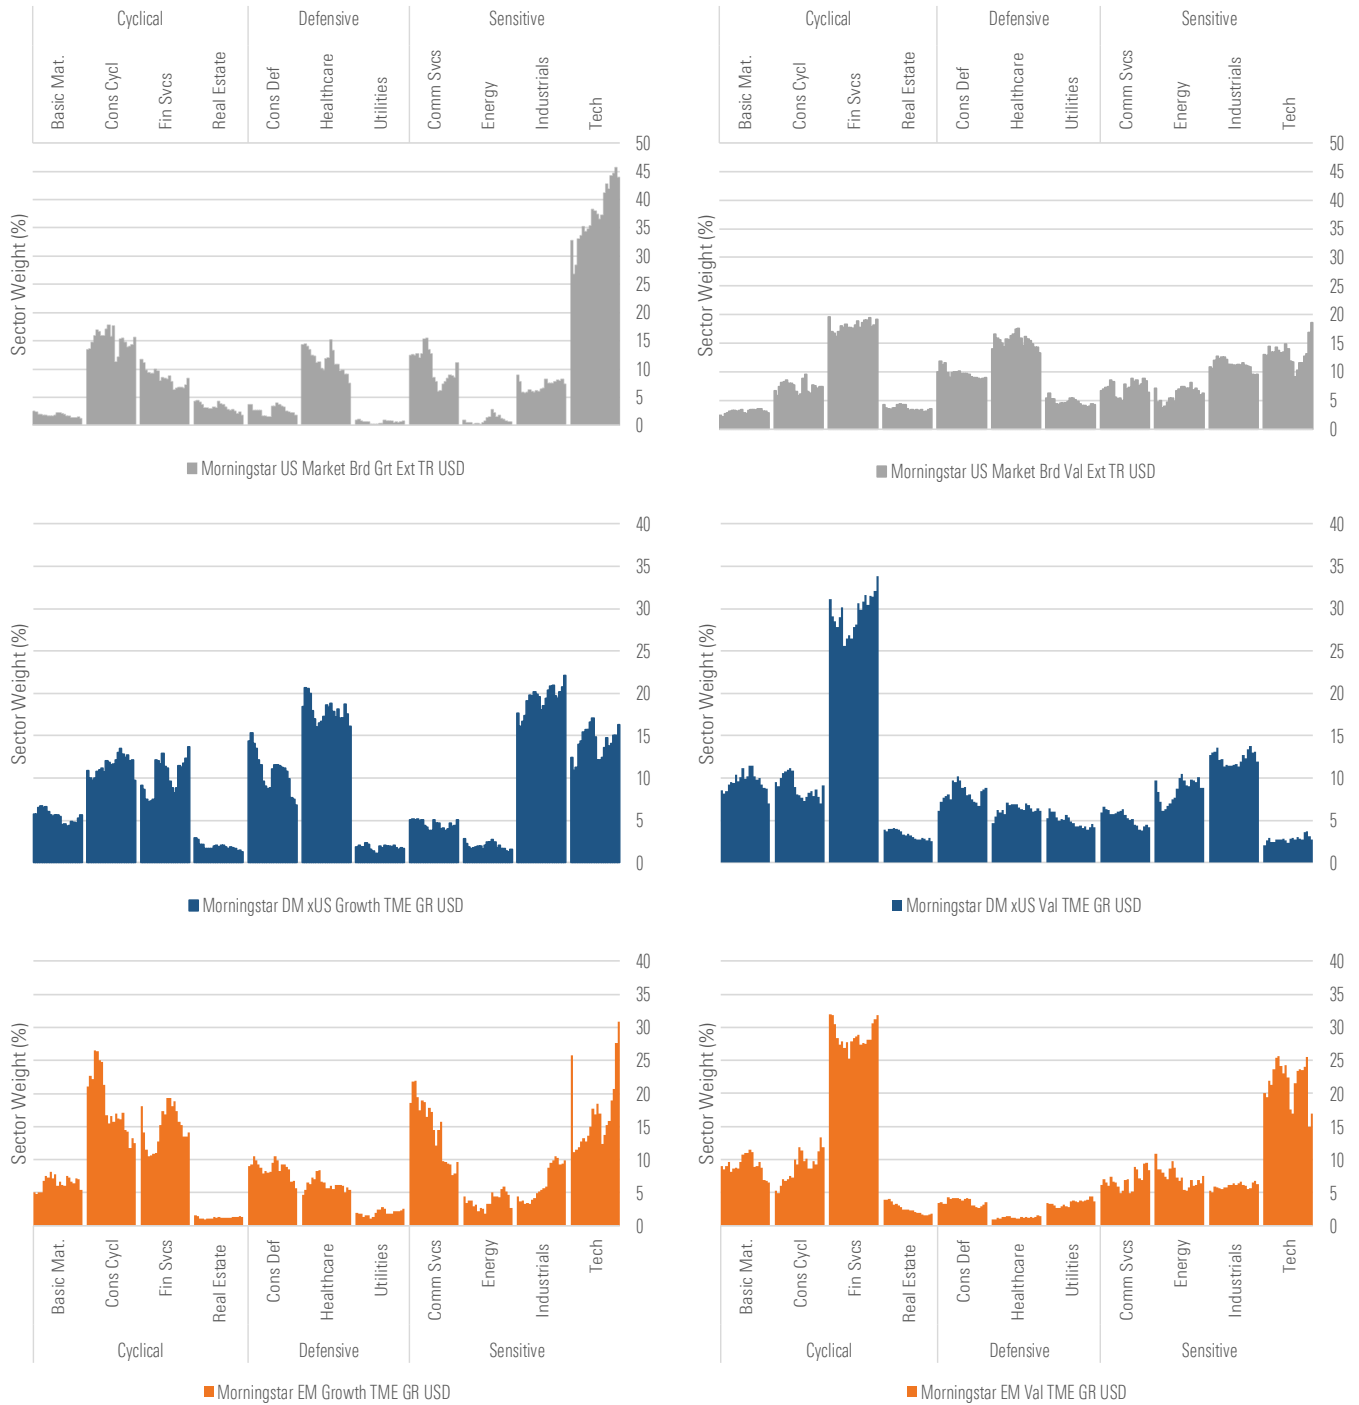 Cyclical Defensive Sensitive
Basic Mat. Cons Cycl Fin Svcs Real Estate Cons Def Healthcare Utilities Comm Svcs Energy Industrials Tech
Sector Weight (%)
50
45
40
35
30
25
20
15
10
5
0
Morningstar US Market Brd Grt Ext TR USD
Cyclical Defensive Sensitive
Basic Mat. Cons Cycl Fin Svcs Real Estate Cons Def Healthcare Utilities Comm Svcs Energy Industrials Tech
Sector Weight (%)
50
45
40
35
30
25
20
15
10
5
0
Morningstar US Market Brd Val Ext TR USD
Sector Weight (%)
40
35
30
25
20
15
10
5
0
Morningstar DM xUS Growth TME GR USD
Sector Weight (%)
40
35
30
25
20
15
10
5
0
Morningstar DM xUS Val TME GR USD
Sector Weight (%)
40
35
30
25
20
15
10
5
0
Basic Mat. Cons Cycl Fin Svcs Real Estate Cons Def Healthcare Utilities Comm Svcs Energy Industrials Tech
Cyclical Defensive Sensitive
Morningstar EM Growth TME GR USD
Sector Weight (%)
40
35
30
25
20
15
10
5
0
Basic Mat. Cons Cycl Fin Svcs Real Estate Cons Def Healthcare Utilities Comm Svcs Energy Industrials Tech
Cyclical Defensive Sensitive
Morningstar EM Val TME GR USD